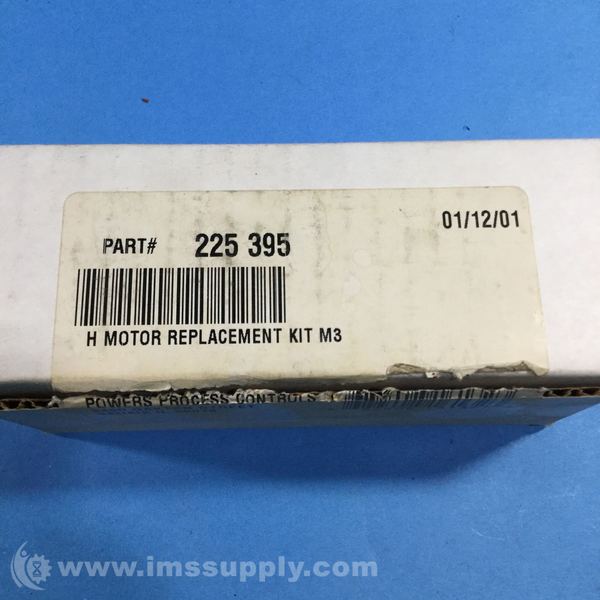 01/12/01
PART# 225 395
H MOTOR REPLACEMENT KIT M3
POWERS PROCESS CONTROLS
www.imssupply.com